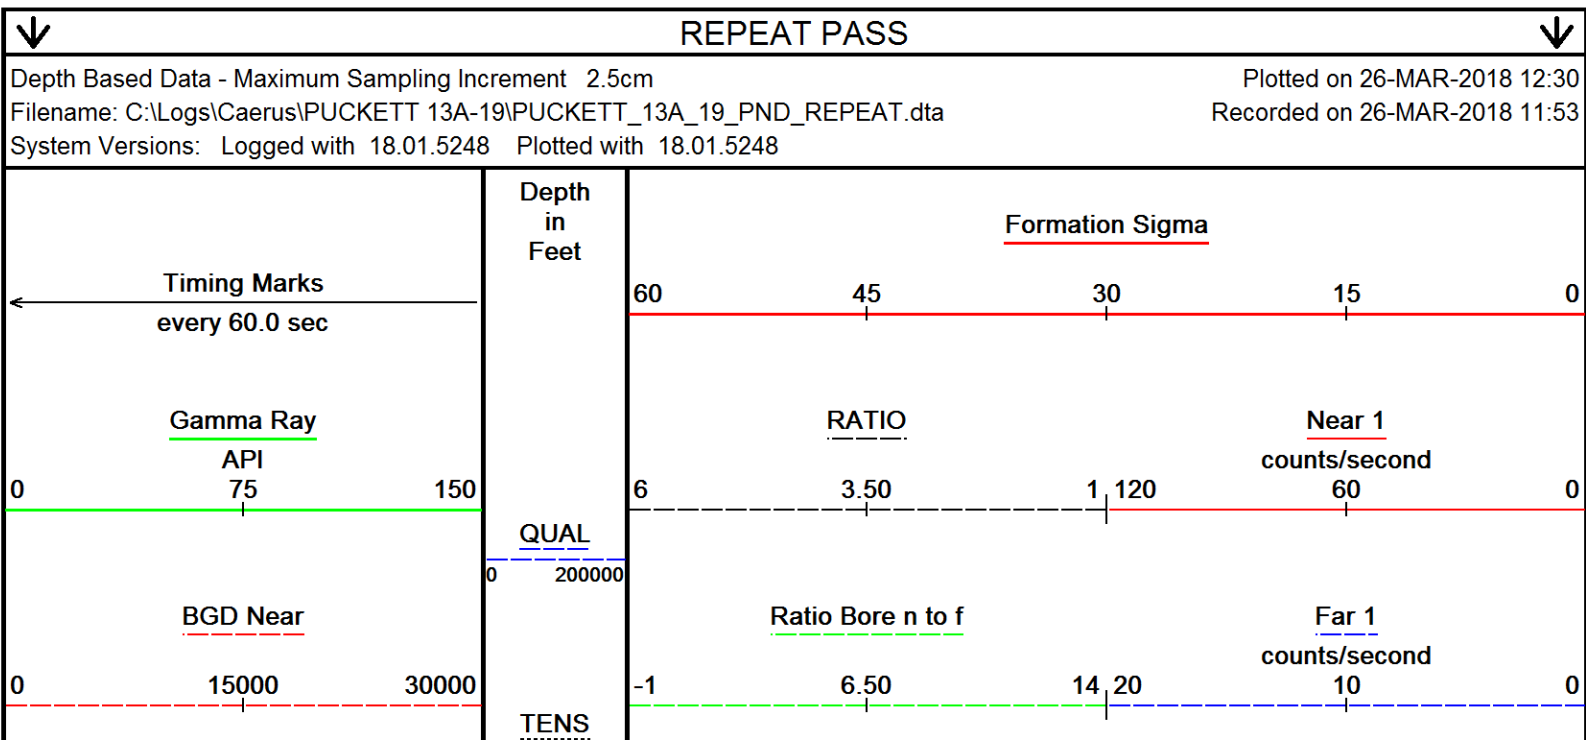 REPEAT PASS
Depth Based Data - Maximum Sampling Increment 2.5cm
Plotted on 26-MAR-2018 12:30
Filename: C:\Logs\Caerus\PUCKETT 13A-19\PUCKETT_13A_19_PND_REPEAT.dta
Recorded on 26-MAR-2018 11:53
System Versions: Logged with 18.01.5248 Plotted with 18.01.5248
Timing Marks
every 60.0 sec
Gamma Ray
API
0 75 150
BGD Near
0 15000 30000
Depth
in
Feet
QUAL
0 200000
TENS
Formation Sigma
60 45 30 15 0
RATIO
6 3.50 1
Near 1
counts/second
120 60 0
Ratio Bore n to f
-1 6.50 14
Far 1
counts/second
20 10 0